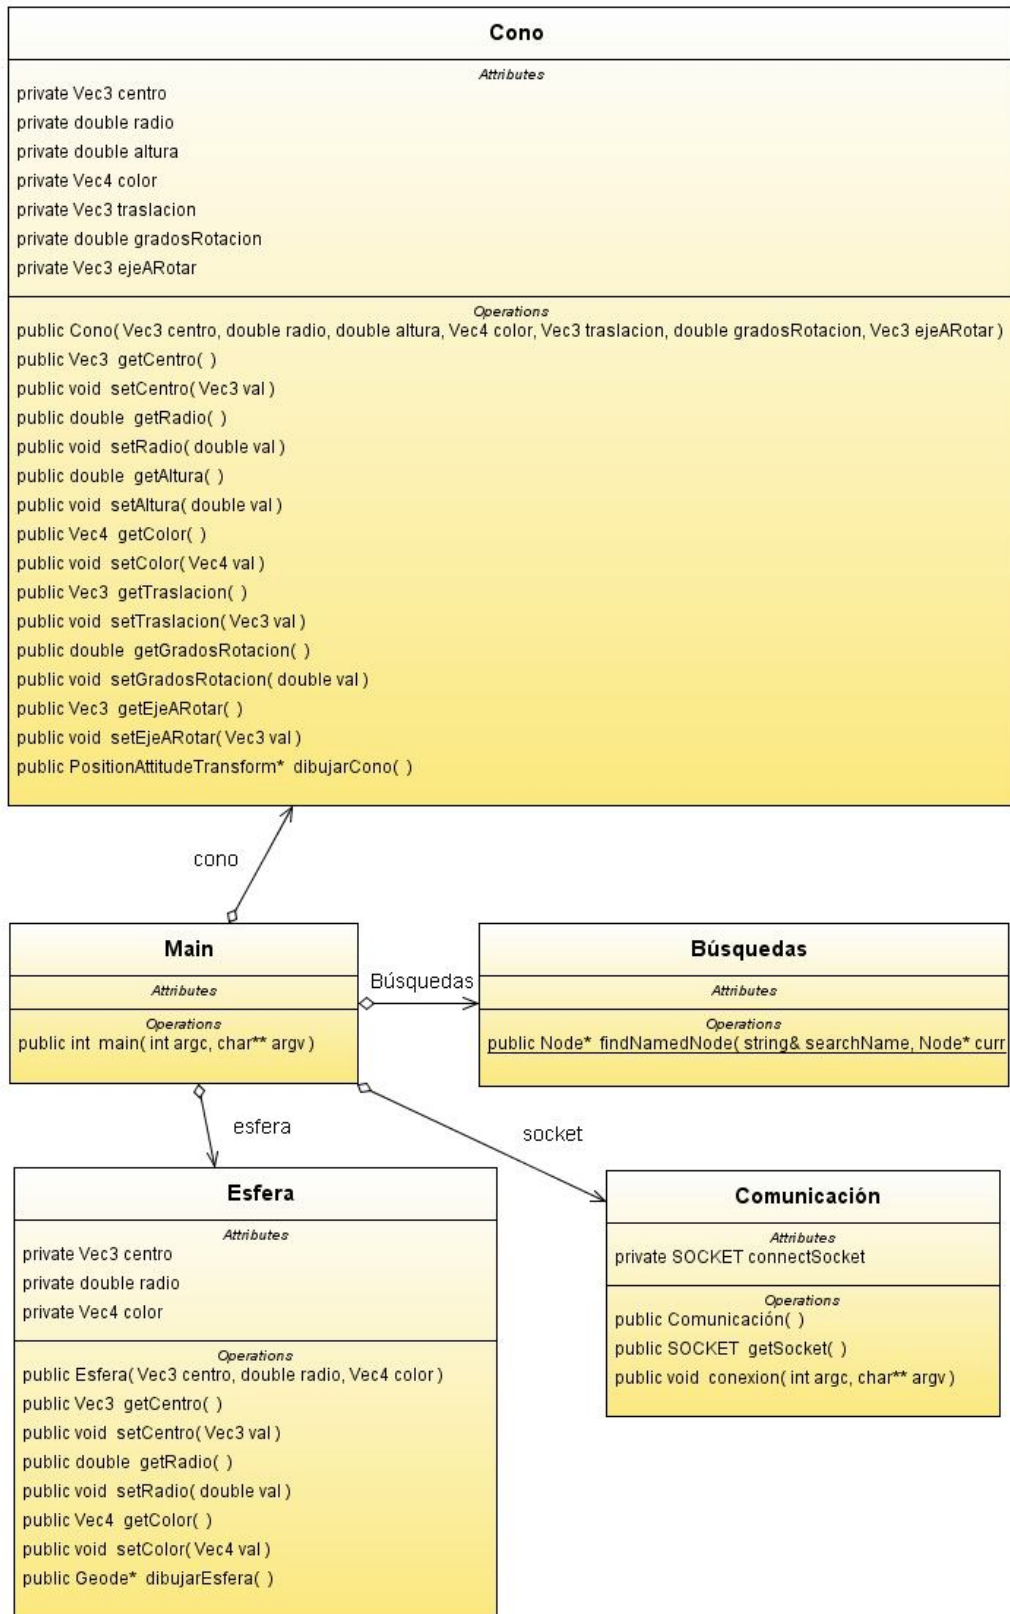 Cono
Attributes
private Vec3 centro
private double radio
private double altura
private Vec4 color
private Vec3 traslacion
private double gradosRotacion
private Vec3 ejeARotar
Operations
public Cono( Vec3 centro, double radio, double altura, Vec4 color, Vec3 traslacion, double gradosRotacion, Vec3 ejeARotar )
public Vec3 getCentro( )
public void setCentro( Vec3 val )
public double getRadio( )
public void setRadio( double val )
public double getAltura( )
public void setAltura( double val )
public Vec4 getColor( )
public void setColor( Vec4 val )
public Vec3 getTraslacion( )
public void setTraslacion( Vec3 val )
public double getGradosRotacion( )
public void setGradosRotacion( double val )
public Vec3 getEjeARotar( )
public void setEjeARotar( Vec3 val )
public PositionAttitudeTransform* dibujarCono( )
cono
Main
Attributes
Operations
public int main( int argc, char** argv )
Búsquedas
Búsquedas
Attributes
Operations
public Node* findNamedNode( string& searchName, Node* curr
esfera
socket
Esfera
Attributes
private Vec3 centro
private double radio
private Vec4 color
Operations
public Esfera( Vec3 centro, double radio, Vec4 color )
public Vec3 getCentro( )
public void setCentro( Vec3 val )
public double getRadio( )
public void setRadio( double val )
public Vec4 getColor( )
public void setColor( Vec4 val )
public Geode* dibujarEsfera( )
Comunicación
Attributes
private SOCKET connectSocket
Operations
public Comunicación( )
public SOCKET getSocket( )
public void conexion( int argc, char** argv )